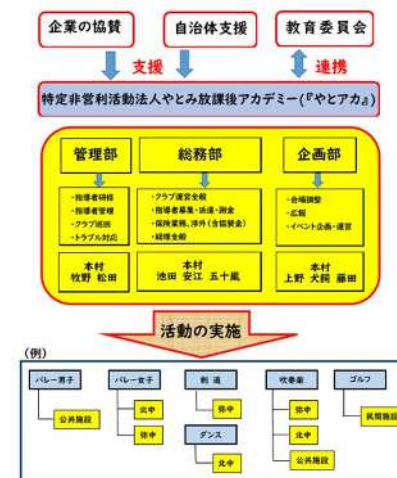 企業の協賛
自治体支援
教育委員会
支援
連携
特定非営利活動法人やとみ放課後アカデミー(『やとアカ』)
管理部
総務部
企画部
・指導者研修
・指導者管理
・クラブ巡回
・トラブル対応
・クラブ運営全般
・指導者募集・派遣・謝金
・保険業務、渉外(含協賛金)
・経理全般
・会場調整
・広報
・イベント企画・運営
本村
牧野 松田
本村
池田 安江 五十嵐
本村
上野 犬飼 藤田
活動の実施
(例)
バレー男子
バレー女子
剣 道
吹奏楽
ゴルフ
公共施設
北中
弥中
弥中
ダンス
北中
弥中
北中
公共施設
民間施設